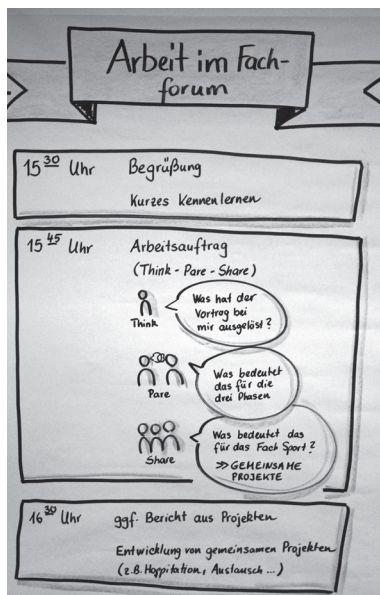 Arbeit im Fach-
forum
15 30 Uhr Begrüßung
Kurzes Kennenlernen
15 45 Uhr Arbeitsauftrag
(Think - Pare - Share)
Think
Was hat der
Vortrag bei
mir ausgelöst?
Pare
Was bedeutet
das für die
drei Phasen
Share
Was bedeutet das
für das Fach Sport?
>> GEMEINSAME
PROJEKTE
16 30 Uhr ggf. Bericht aus Projekten
Entwicklung von gemeinsamen Projekten
(z.B. Hospitation, Austausch ...)